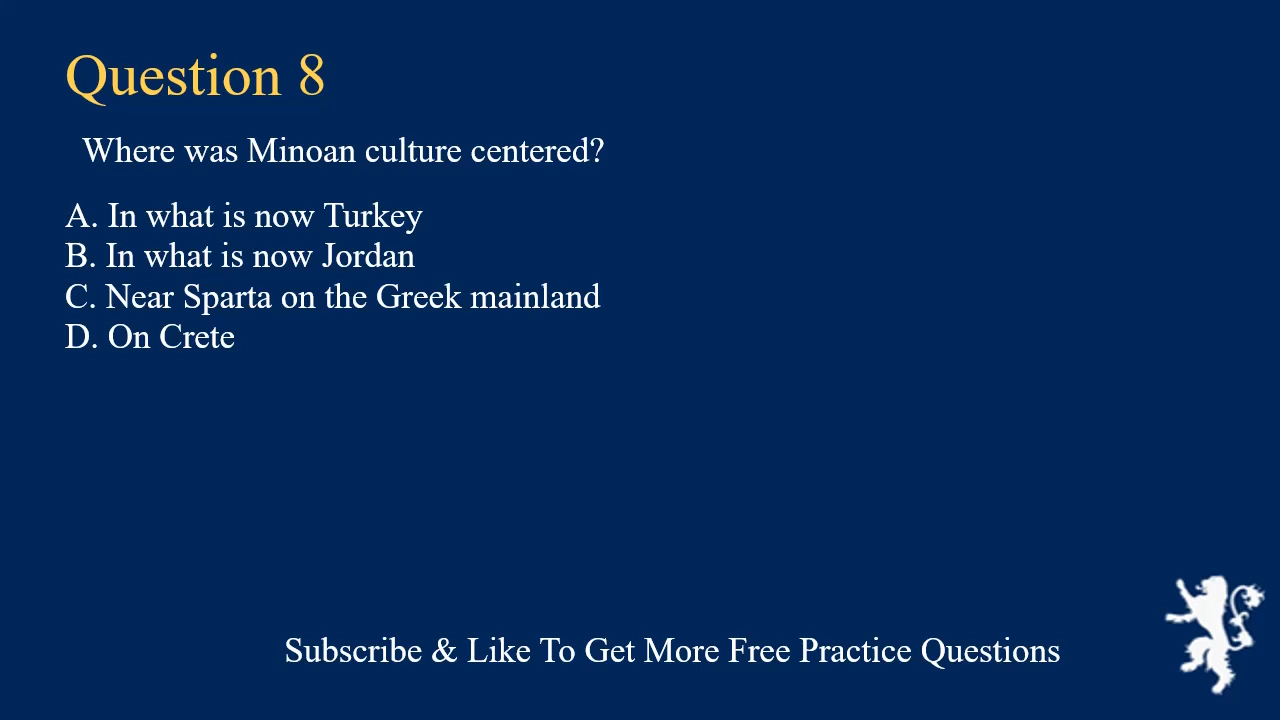 Question 8
Where was Minoan culture centered?
A. In what is now Turkey
B. In what is now Jordan
C. Near Sparta on the Greek mainland
D. On Crete
Subscribe & Like To Get More Free Practice Questions